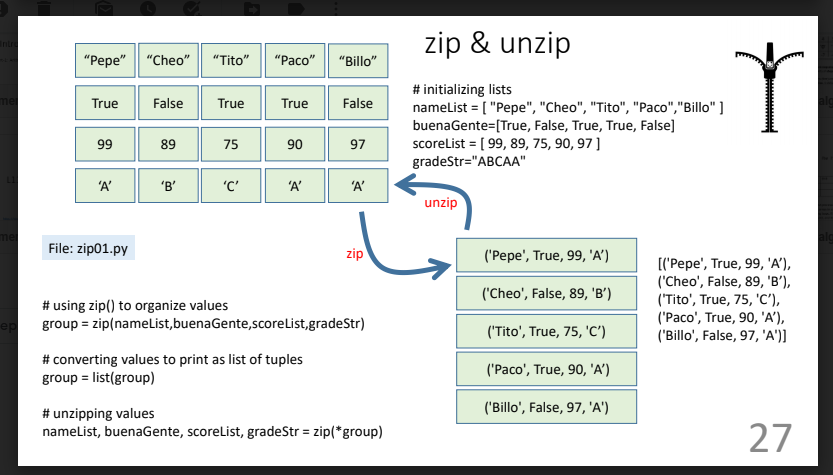 zip & unzip
“Pepe” “Cheo” “Tito” “Paco” “Billo”
True False True True False
99 89 75 90 97
‘A’ ‘B’ ‘C’ ‘A’ ‘A’
# initializing lists
nameList = [ "Pepe", "Cheo", "Tito", "Paco","Billo" ]
buenaGente=[True, False, True, True, False]
scoreList = [ 99, 89, 75, 90, 97 ]
gradeStr="ABCAA"
unzip
zip
File: zip01.py
('Pepe', True, 99, 'A’)
('Cheo', False, 89, 'B’)
('Tito', True, 75, 'C’)
('Paco', True, 90, 'A’)
('Billo', False, 97, 'A')
[('Pepe', True, 99, 'A’),
('Cheo', False, 89, 'B’),
('Tito', True, 75, 'C’),
('Paco', True, 90, 'A’),
('Billo', False, 97, 'A')]
# using zip() to organize values
group = zip(nameList,buenaGente,scoreList,gradeStr)
# converting values to print as list of tuples
group = list(group)
# unzipping values
nameList, buenaGente, scoreList, gradeStr = zip(*group)
27